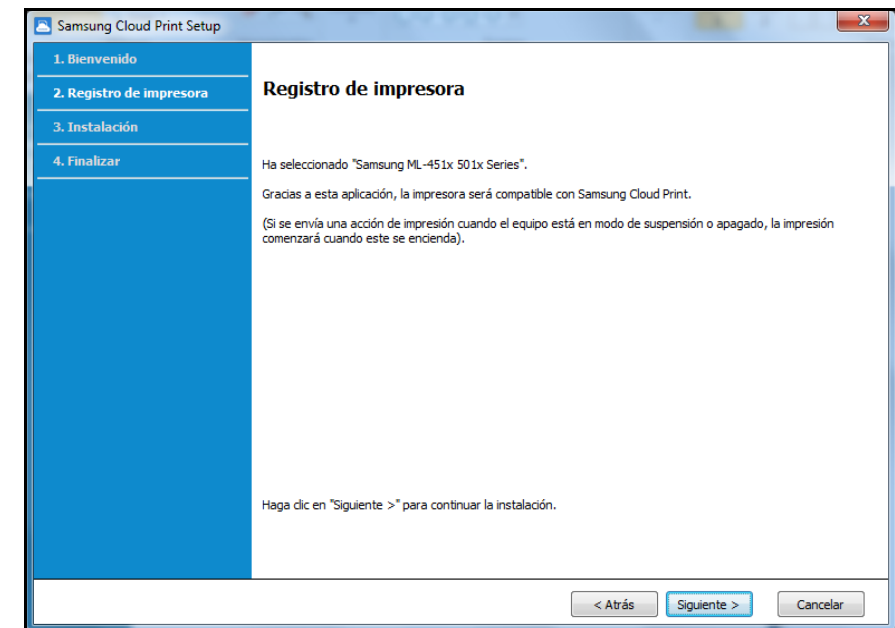 Samsung Cloud Print Setup
1. Bienvenido
2. Registro de impresora
3. Instalación
4. Finalizar
Registro de impresora
Ha seleccionado "Samsung ML-451x 501x Series".
Gracias a esta aplicación, la impresora será compatible con Samsung Cloud Print.
(Si se envía una acción de impresión cuando el equipo está en modo de suspensión o apagado, la impresión
comenzará cuando este se encienda).
Haga clic en "Siguiente >" para continuar la instalación.
< Atrás
Siguiente >
Cancelar